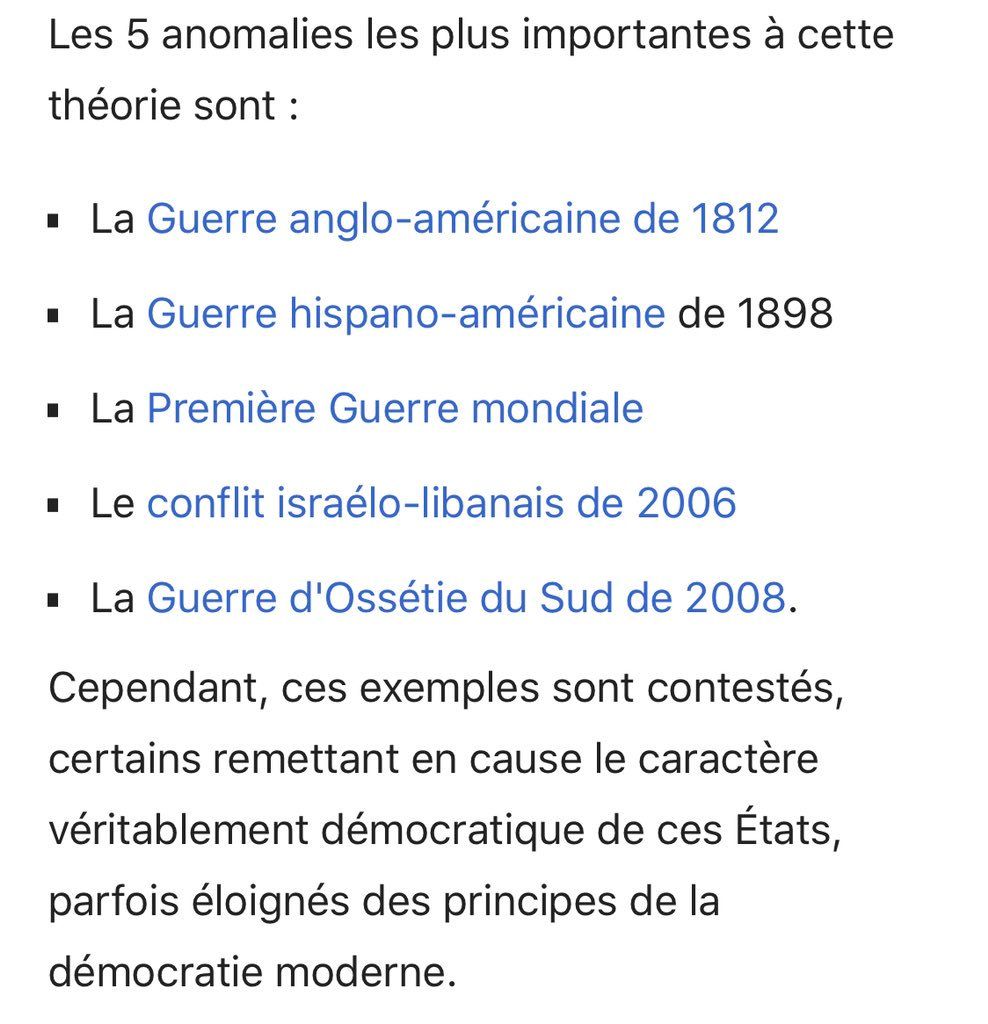 Les 5 anomalies les plus importantes à cette
théorie sont :
▪ La Guerre anglo-américaine de 1812
▪ La Guerre hispano-américaine de 1898
▪ La Première Guerre mondiale
▪ Le conflit israélo-libanais de 2006
▪ La Guerre d'Ossétie du Sud de 2008.
Cependant, ces exemples sont contestés,
certains remettant en cause le caractère
véritablement démocratique de ces États,
parfois éloignés des principes de la
démocratie moderne.